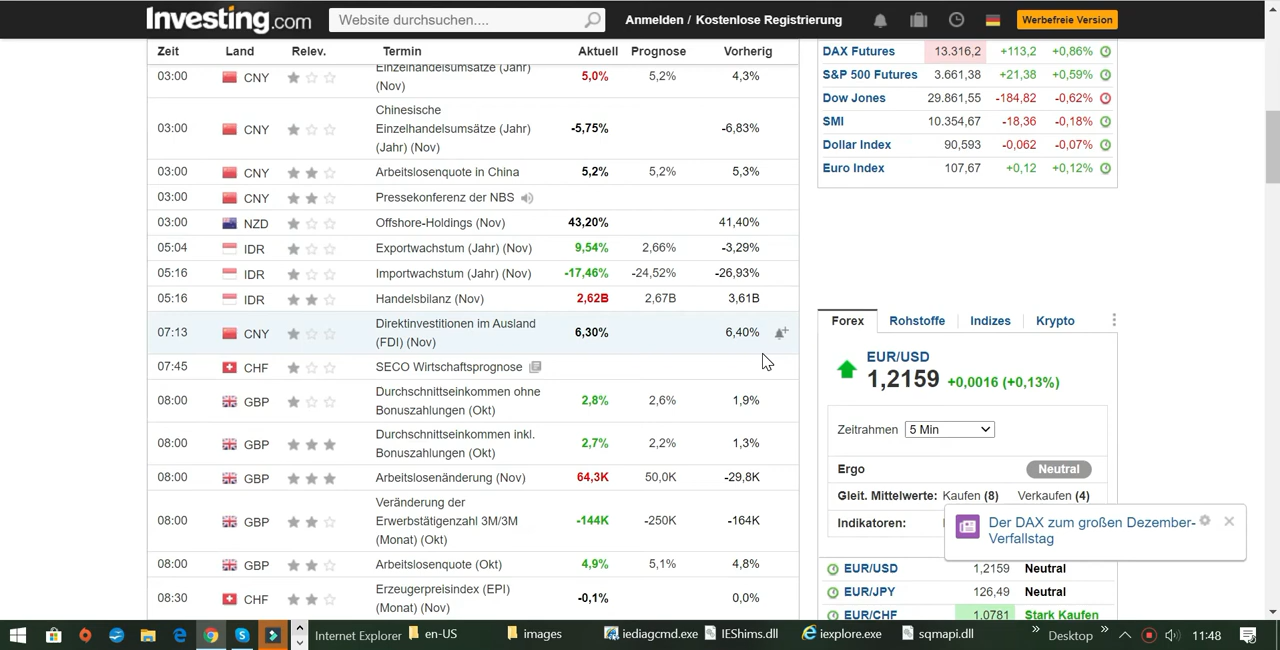 Investing.com Website durchsuchen... Anmelden / Kostenlose Registrierung Werbefreie Version
Zeit Land Relev. Termin Aktuell Prognose Vorherig
03:00 CNY Einzelhandelsumsätze (Jahr) (Nov) 5,0% 5,2% 4,3%
03:00 CNY Chinesische
Einzelhandelsumsätze (Jahr)
(Jahr) (Nov) -5,75% -6,83%
03:00 CNY Arbeitslosenquote in China 5,2% 5,2% 5,3%
03:00 CNY Pressekonferenz der NBS
03:00 NZD Offshore-Holdings (Nov) 43,20% 41,40%
05:04 IDR Exportwachstum (Jahr) (Nov) 9,54% 2,66% -3,29%
05:16 IDR Importwachstum (Jahr) (Nov) -17,46% -24,52% -26,93%
05:16 IDR Handelsbilanz (Nov) 2,62B 2,67B 3,61B
07:13 CNY Direktinvestitionen im Ausland
(FDI) (Nov) 6,30% 6,40%
07:45 CHF SECO Wirtschaftsprognose
08:00 GBP Durchschnittseinkommen ohne
Bonuszahlungen (Okt) 2,8% 2,6% 1,9%
08:00 GBP Durchschnittseinkommen inkl.
Bonuszahlungen (Okt) 2,7% 2,2% 1,3%
08:00 GBP Arbeitslosenänderung (Nov) 64,3K 50,0K -29,8K
08:00 GBP Veränderung der
Erwerbstätigenzahl 3M/3M
(Monat) (Okt) -144K -250K -164K
08:00 GBP Arbeitslosenquote (Okt) 4,9% 5,1% 4,8%
08:30 CHF Erzeugerpreisindex (EPI)
(Monat) (Nov) -0,1% 0,0%
DAX Futures 13.316,2 +113,2 +0,86%
S&P 500 Futures 3.661,38 +21,38 +0,59%
Dow Jones 29.861,55 -184,82 -0,62%
SMI 10.354,67 -18,36 -0,18%
Dollar Index 90,593 -0,062 -0,07%
Euro Index 107,67 +0,12 +0,12%
Forex Rohstoffe Indizes Krypto
EUR/USD
1,2159 +0,0016 (+0,13%)
Zeitrahmen 5 Min
Ergo Neutral
Gleit. Mittelwerte: Kaufen (8) Verkaufen (4)
Indikatoren:
Der DAX zum großen Dezember-
Verfallstag
EUR/USD 1,2159 Neutral
EUR/JPY 126,49 Neutral
EUR/CHF 1,0781 Stark Kaufen
Internet Explorer en-US images iediagcmd.exe IEShims.dll iexplore.exe sqmapi.dll Desktop 11:48